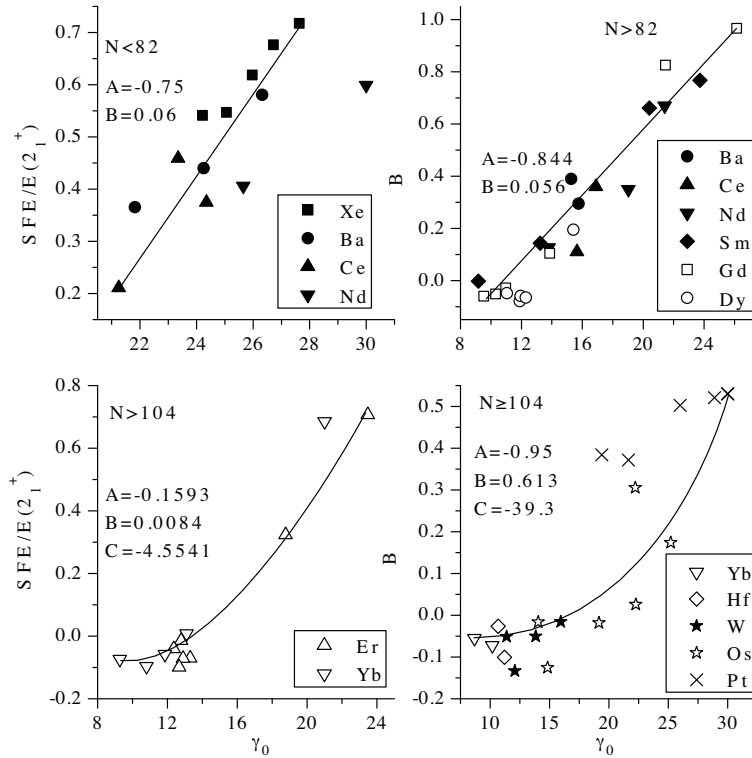 N<82
A=-0.75
B=0.06
SFE/E(2₁⁺)
0.7
0.6
0.5
0.4
0.3
0.2
22 24 26 28 30
Xe
Ba
Ce
Nd
N>82
A=-0.844
B=0.056
B
1.0
0.8
0.6
0.4
0.2
0.0
8 12 16 20 24
Ba
Ce
Nd
Sm
Gd
Dy
N>104
A=-0.1593
B=0.0084
C=-4.5541
SFE/E(2₁⁺)
0.8
0.6
0.4
0.2
0.0
-0.2
8 12 16 20 24
γ₀
Er
Yb
N≥104
A=-0.95
B=0.613
C=-39.3
B
0.5
0.4
0.3
0.2
0.1
0.0
-0.1
-0.2
10 15 20 25 30
γ₀
Yb
Hf
W
Os
Pt